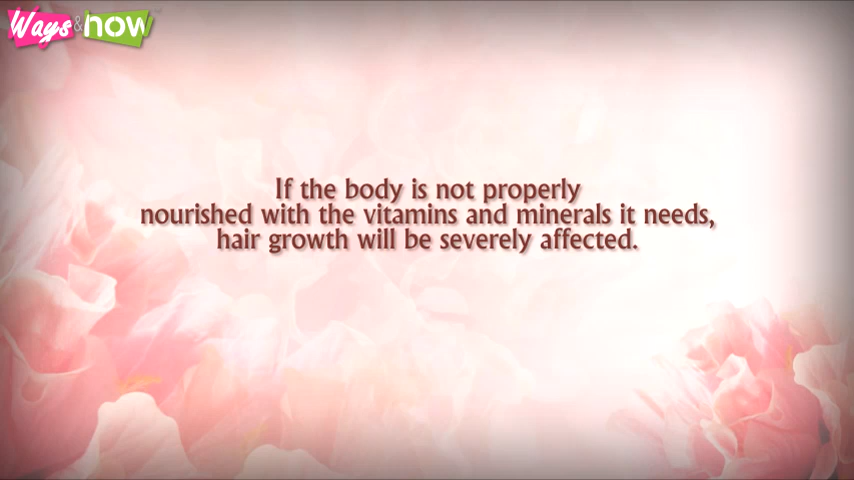 Ways & now
If the body is not properly
nourished with the vitamins and minerals it needs,
hair growth will be severely affected.